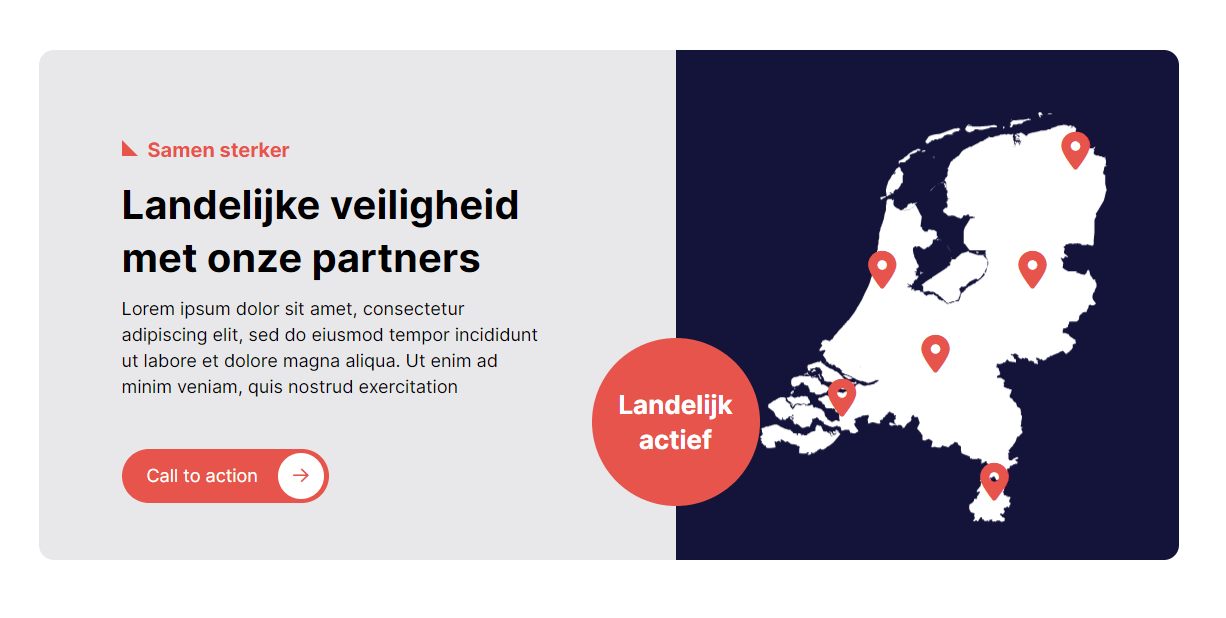 Samen sterker
Landelijke veiligheid
met onze partners
Lorem ipsum dolor sit amet, consectetur
adipiscing elit, sed do eiusmod tempor incididunt
ut labore et dolore magna aliqua. Ut enim ad
minim veniam, quis nostrud exercitation
Call to action
Landelijk
actief